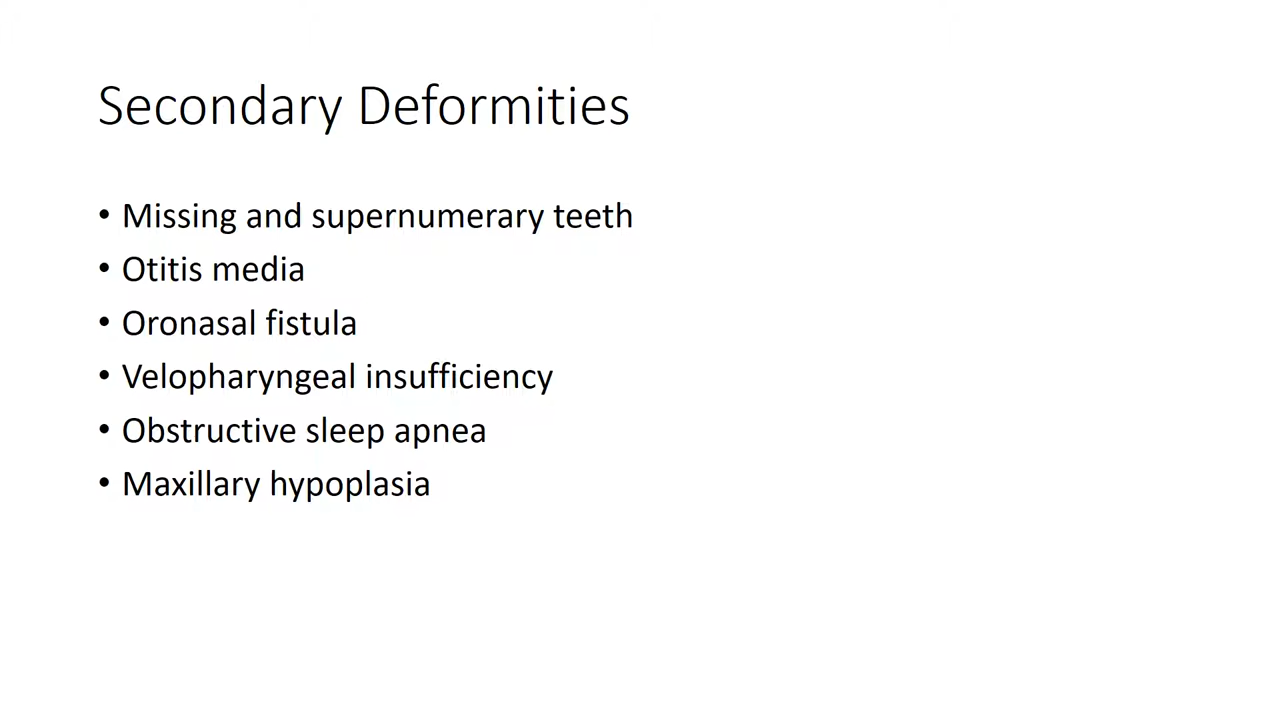 Secondary Deformities
• Missing and supernumerary teeth
• Otitis media
• Oronasal fistula
• Velopharyngeal insufficiency
• Obstructive sleep apnea
• Maxillary hypoplasia